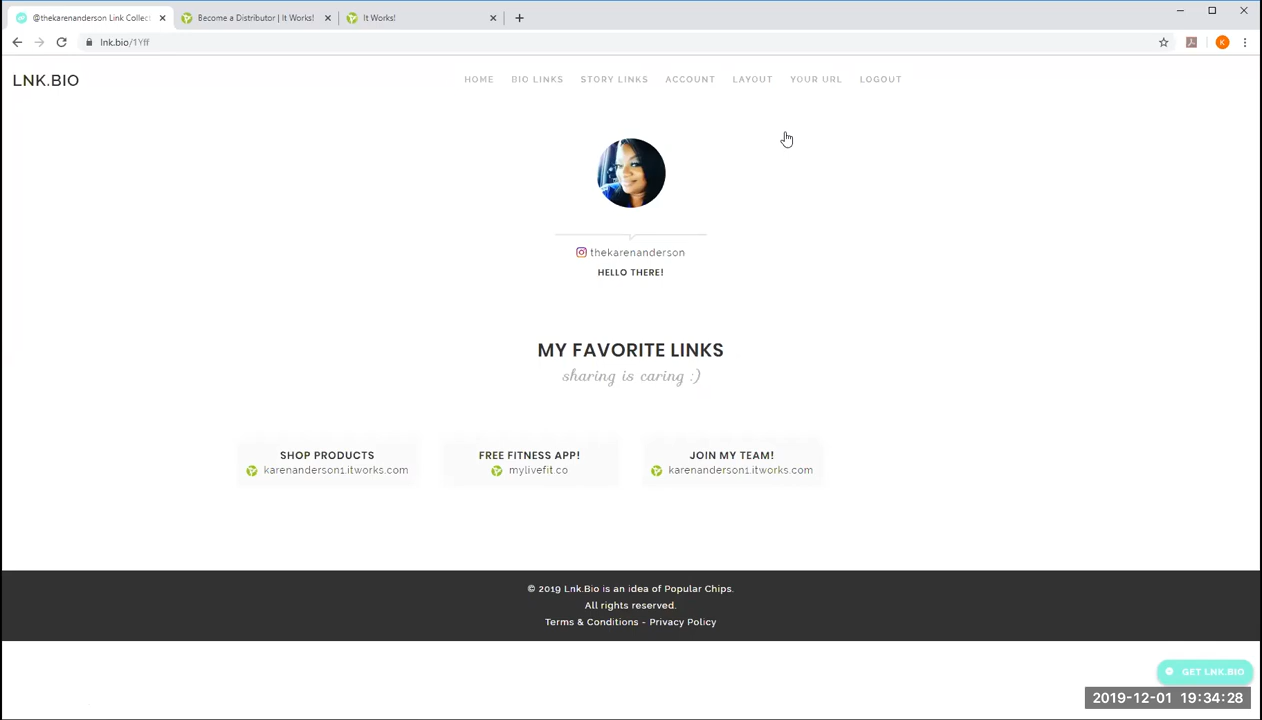 @thekarenanderson Link Collect
Become a Distributor | It Works!
It Works!
lnk.bio/1Yff
K
LNK.BIO
HOME
BIO LINKS
STORY LINKS
ACCOUNT
LAYOUT
YOUR URL
LOGOUT
thekarenanderson
HELLO THERE!
MY FAVORITE LINKS
sharing is caring :)
SHOP PRODUCTS
karenanderson1.itworks.com
FREE FITNESS APP!
mylivefit.co
JOIN MY TEAM!
karenanderson1.itworks.com
© 2019 Lnk.Bio is an idea of Popular Chips.
All rights reserved.
Terms & Conditions - Privacy Policy
GET LNK.BIO
2019-12-01 19:34:28